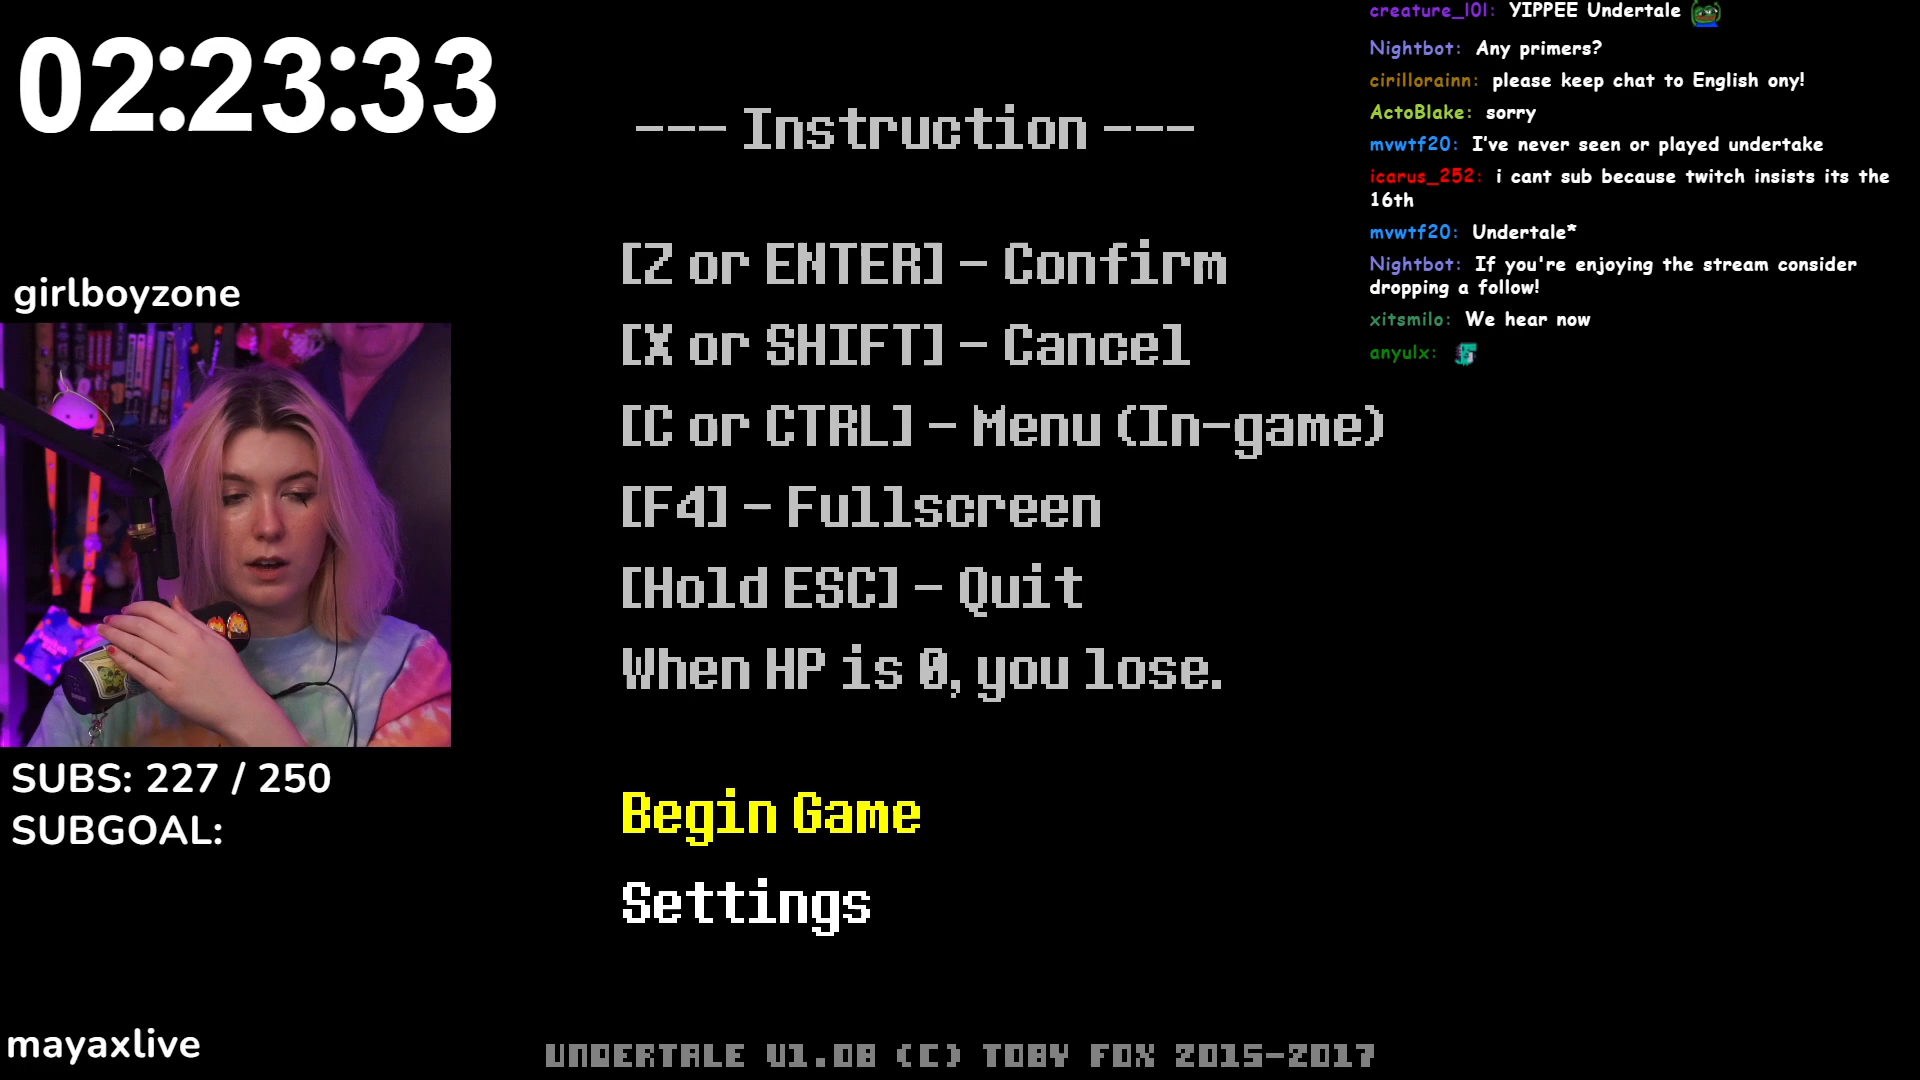 02:23:33
--- Instruction ---
[Z or ENTER] - Confirm
[X or SHIFT] - Cancel
[C or CTRL] - Menu (In-game)
[F4] - Fullscreen
[Hold ESC] - Quit
When HP is 0, you lose.
Begin Game
Settings
UNDERTALE V1.08 (C) TOBY FOX 2015-2017
girlboyzone
SUBS: 227 / 250
SUBGOAL:
mayaxlive
creature_l0l: YIPPEE Undertale
Nightbot: Any primers?
cirillorainn: please keep chat to English ony!
ActoBlake: sorry
mvwtf20: I've never seen or played undertake
icarus_252: i cant sub because twitch insists its the
16th
mvwtf20: Undertale*
Nightbot: If you're enjoying the stream consider
dropping a follow!
xitsmilo: We hear now
anyulx: